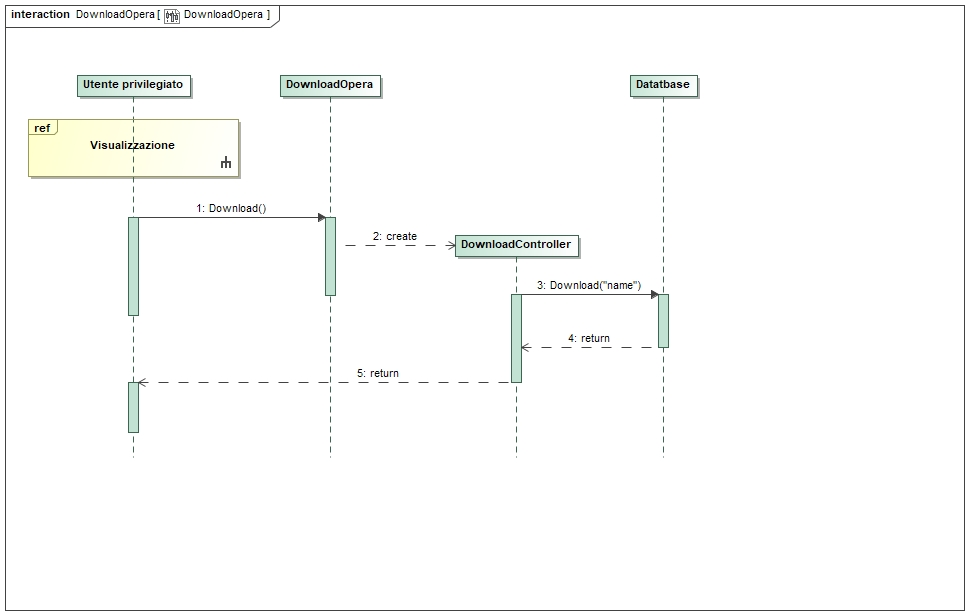 interaction DownloadOpera [ DownloadOpera ]
Utente privilegiato
DownloadOpera
Datatbase
ref
Visualizzazione
1: Download()
2: create
DownloadController
3: Download("name")
4: return
5: return